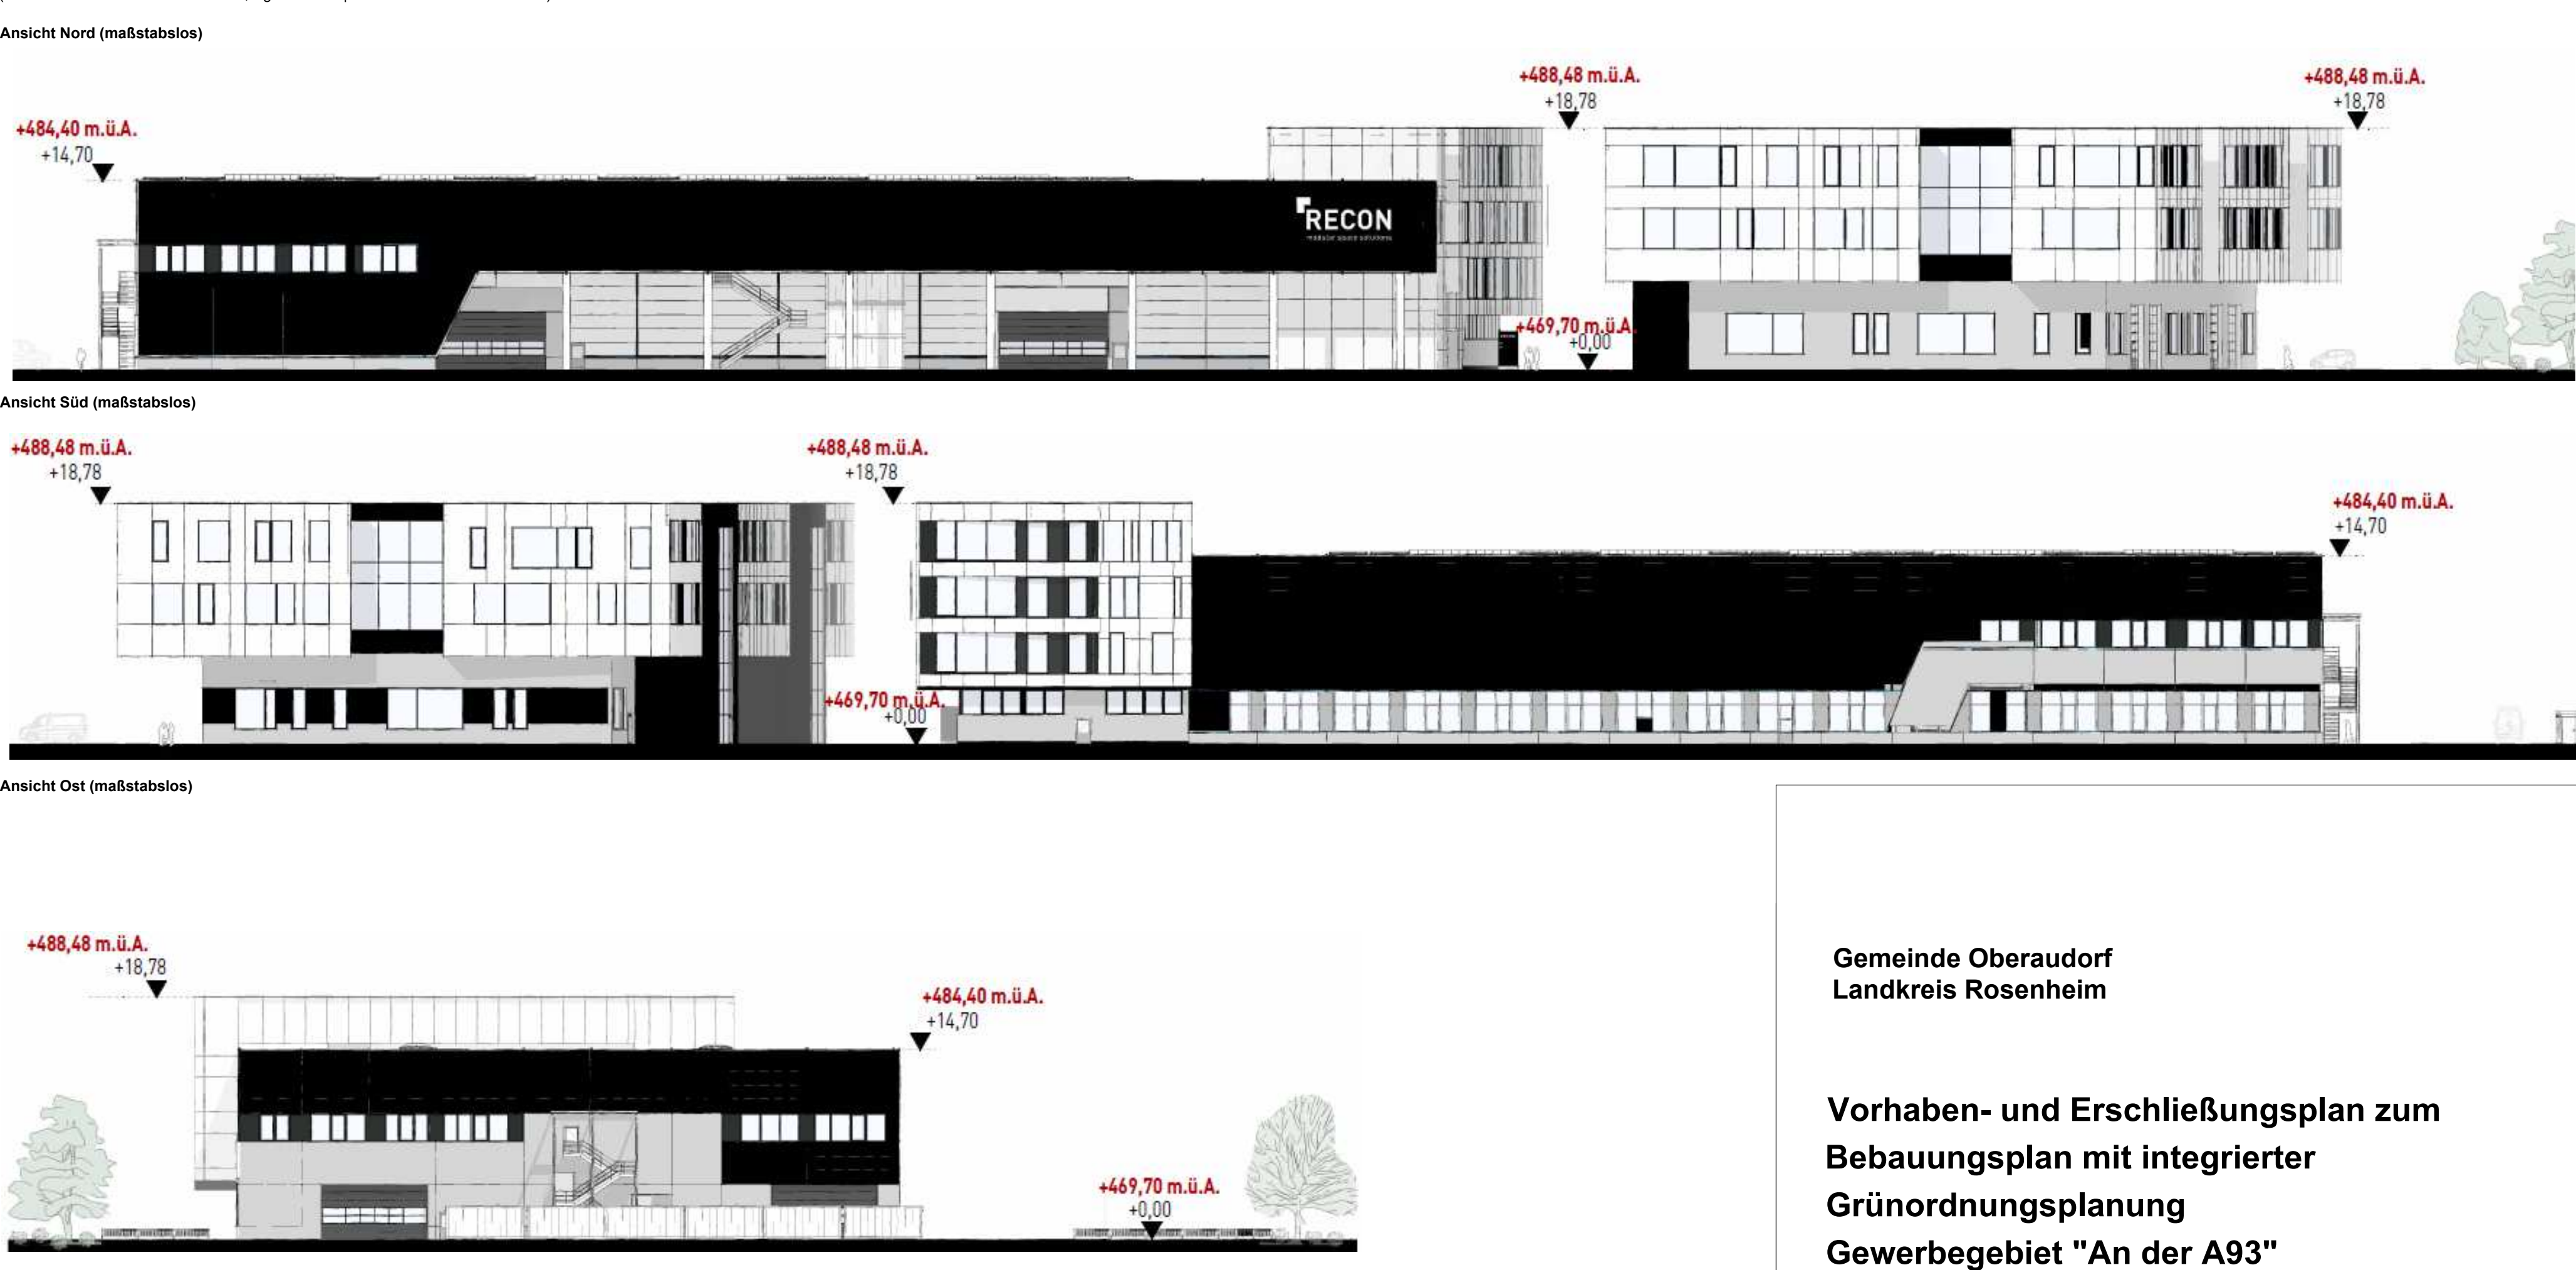 Ansicht Nord (maßstabslos)
+488,48 m.ü.A.
+18,78
+488,48 m.ü.A.
+18,78
+484,40 m.ü.A.
+14,70
RECON
modular space solutions
+469,70 m.ü.A.
+0,00
Ansicht Süd (maßstabslos)
+488,48 m.ü.A.
+18,78
+488,48 m.ü.A.
+18,78
+484,40 m.ü.A.
+14,70
+469,70 m.ü.A.
+0,00
Ansicht Ost (maßstabslos)
+488,48 m.ü.A.
+18,78
+484,40 m.ü.A.
+14,70
+469,70 m.ü.A.
+0,00
Gemeinde Oberaudorf
Landkreis Rosenheim
Vorhaben- und Erschließungsplan zum
Bebauungsplan mit integrierter
Grünordnungsplanung
Gewerbegebiet "An der A93"